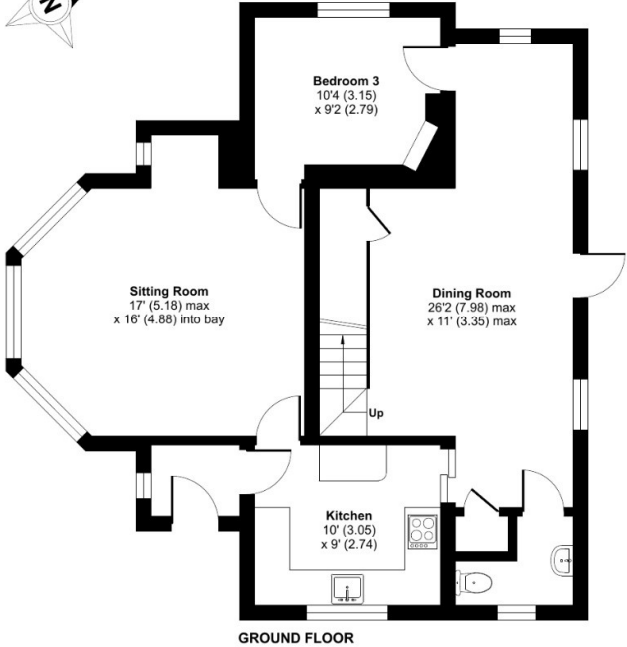 N
Bedroom 3
10'4 (3.15)
x 9'2 (2.79)
Sitting Room
17' (5.18) max
x 16' (4.88) into bay
Dining Room
26'2 (7.98) max
x 11' (3.35) max
Up
Kitchen
10' (3.05)
x 9' (2.74)
GROUND FLOOR